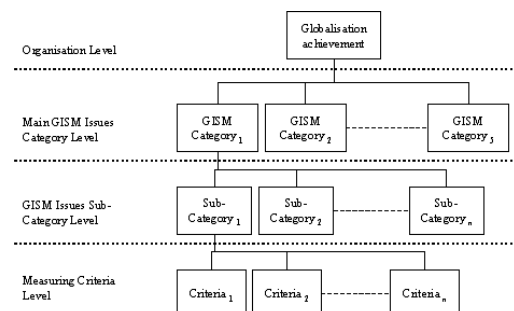 Globalisation
achievement
Organisation Level
Main GISM Issues
Category Level
GISM
Category 1
GISM
Category 2
GISM
Category 5
GISM Issues Sub-
Category Level
Sub-
Category 1
Sub-
Category 2
Sub-
Category n
Measuring Criteria
Level
Criteria 1
Criteria 2
Criteria n